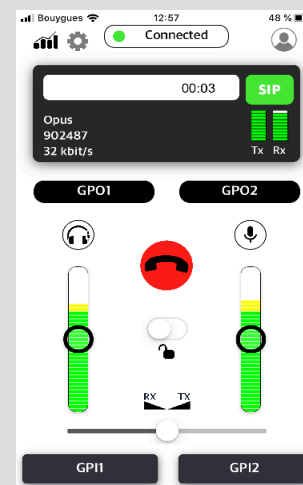 Bouygues 12:57 48 %
Connected
00:03 SIP
Opus
902487
32 kbit/s Tx Rx
GPO1 GPO2
RX TX
GPI1 GPI2